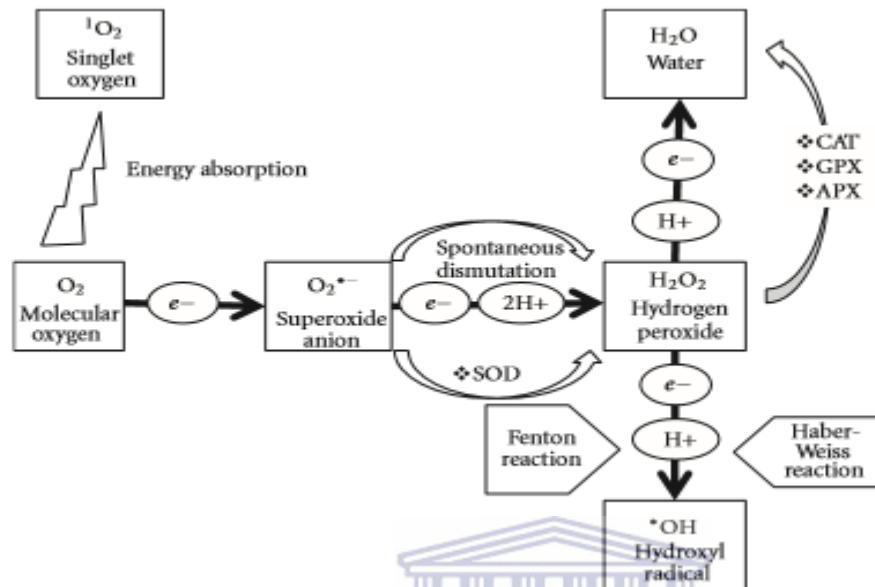 ¹O₂
Singlet
oxygen
H₂O
Water
❖CAT
❖GPX
❖APX
Energy absorption
e−
H+
Spontaneous
dismutation
O₂
Molecular
oxygen
e−
O₂•−
Superoxide
anion
e−
2H+
H₂O₂
Hydrogen
peroxide
❖SOD
e−
Fenton
reaction
H+
Haber-
Weiss
reaction
•OH
Hydroxyl
radical